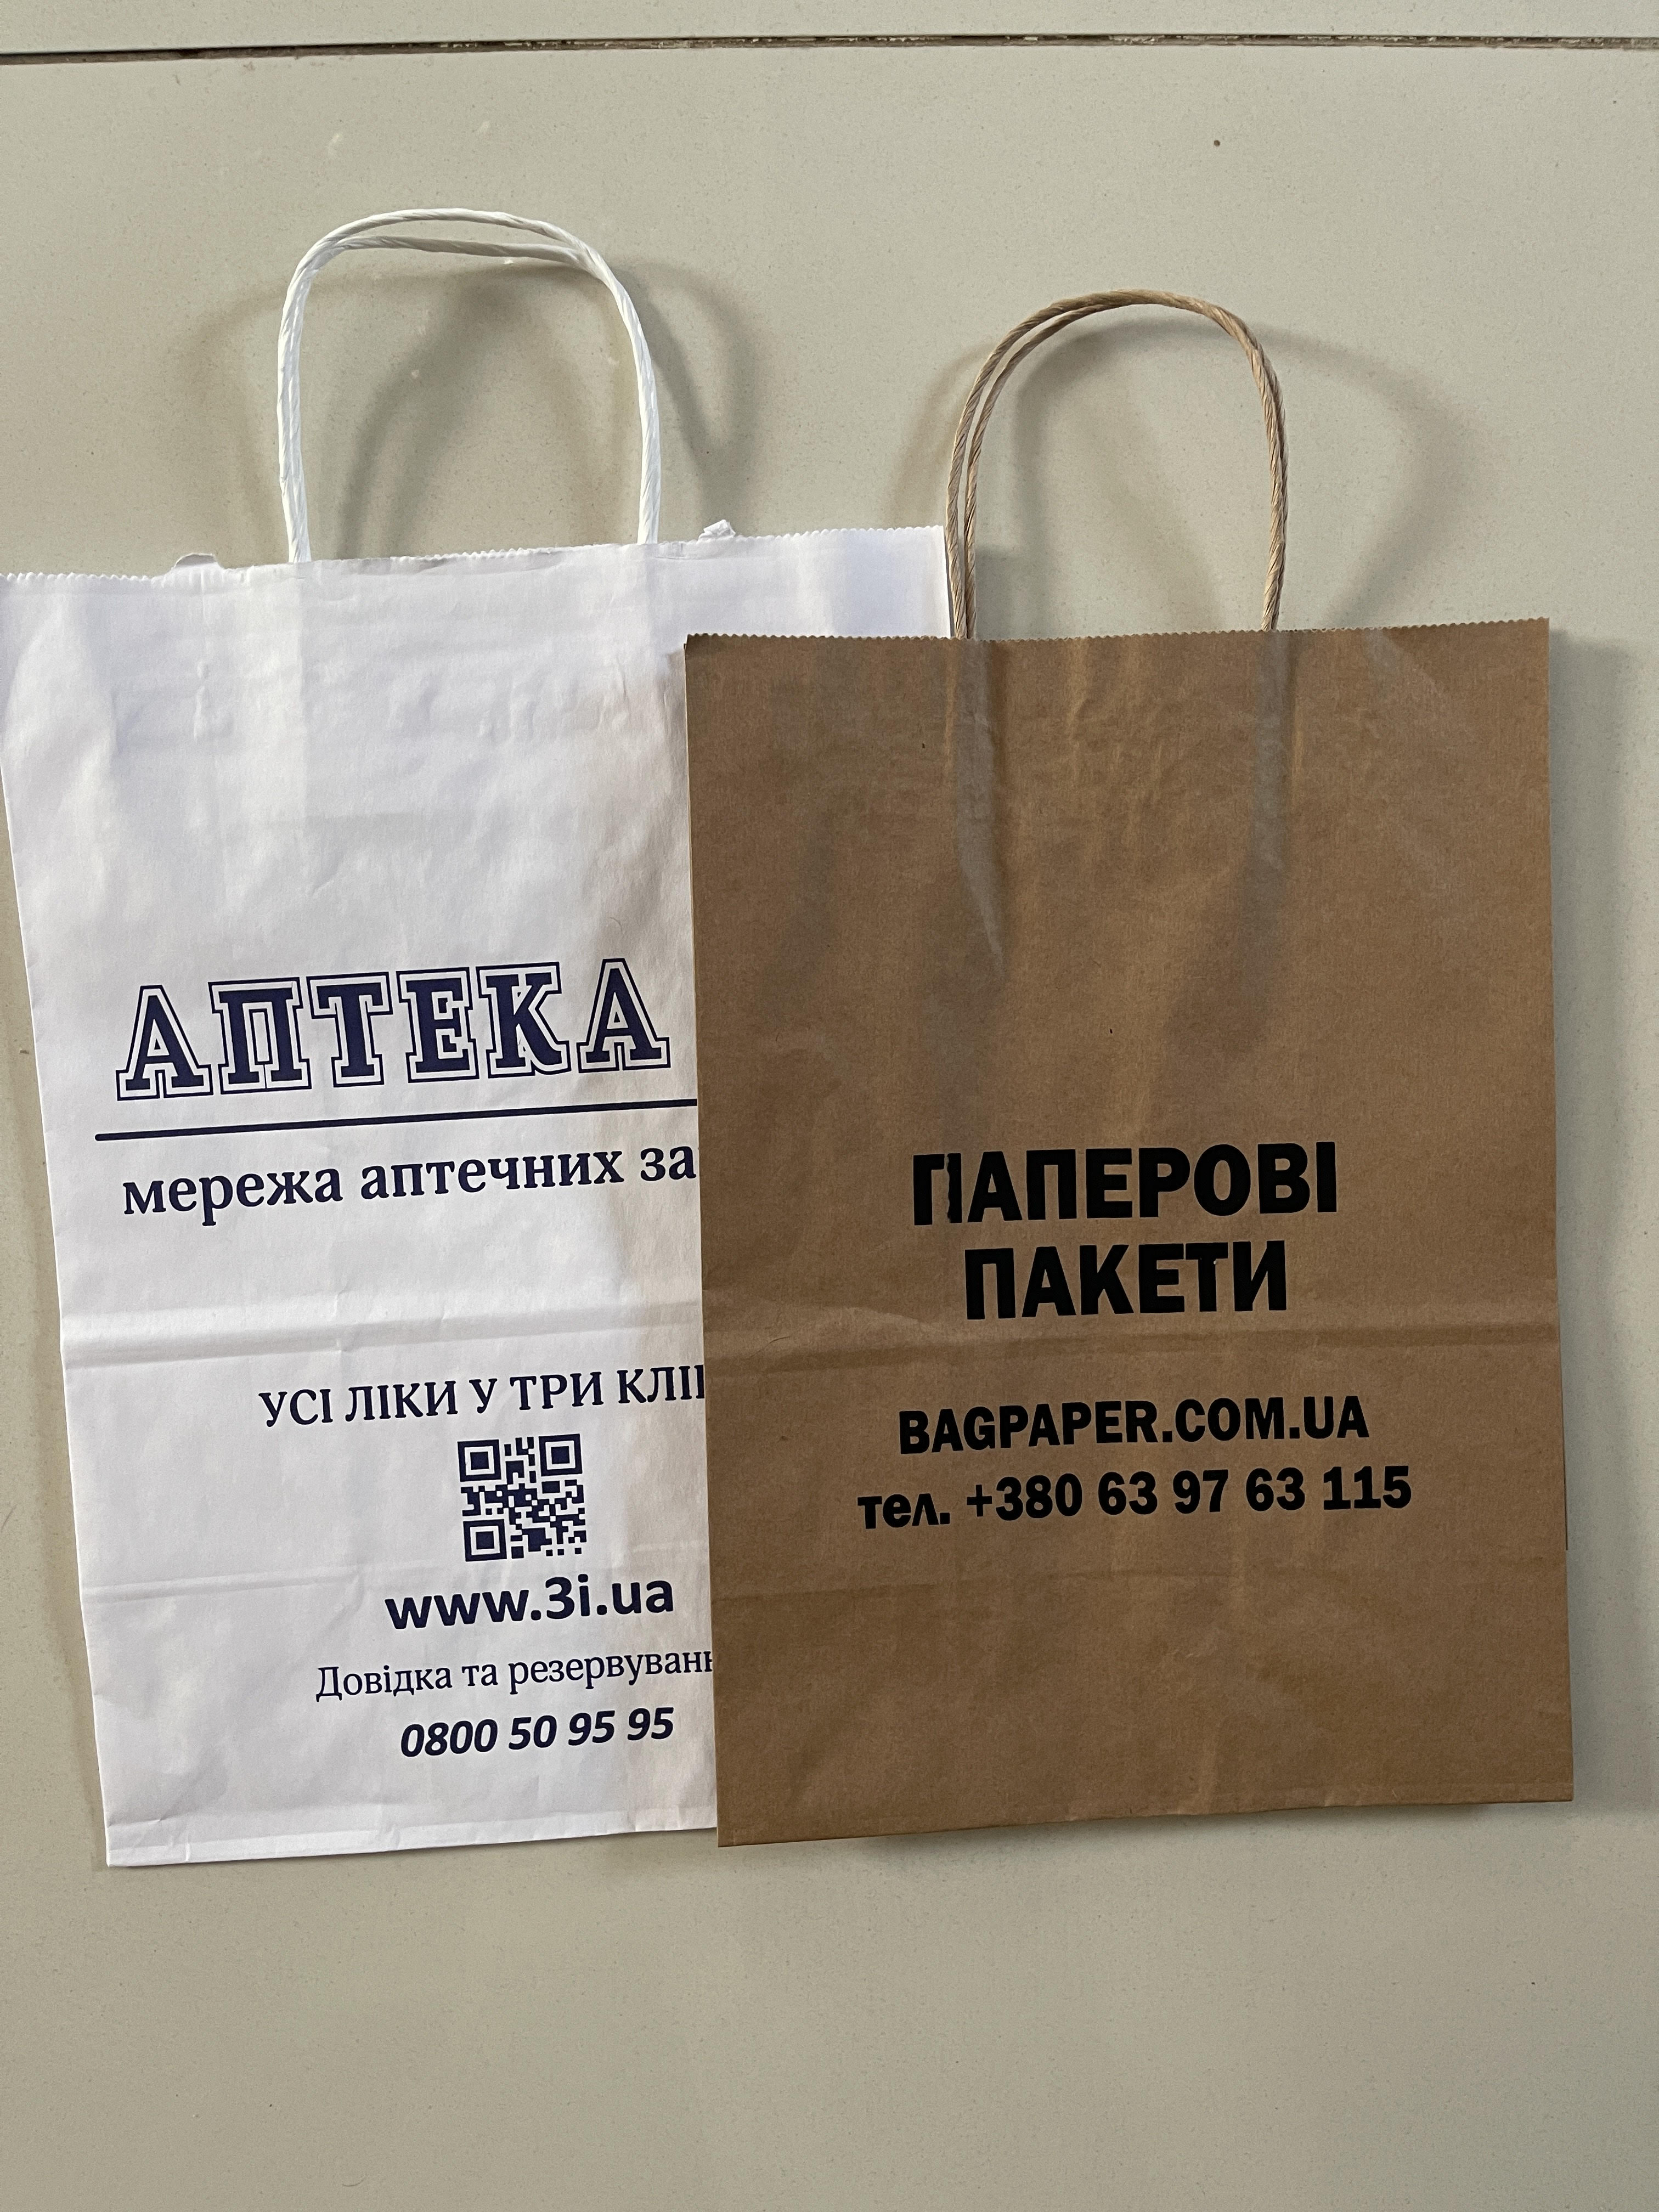 АПТЕКА
мережа аптечних за
УСІ ЛІКИ У ТРИ КЛІ
www.3i.ua
Довідка та резервуван
0800 50 95 95
ПАПЕРОВІ
ПАКЕТИ
BAGPAPER.COM.UA
тел. +380 63 97 63 115